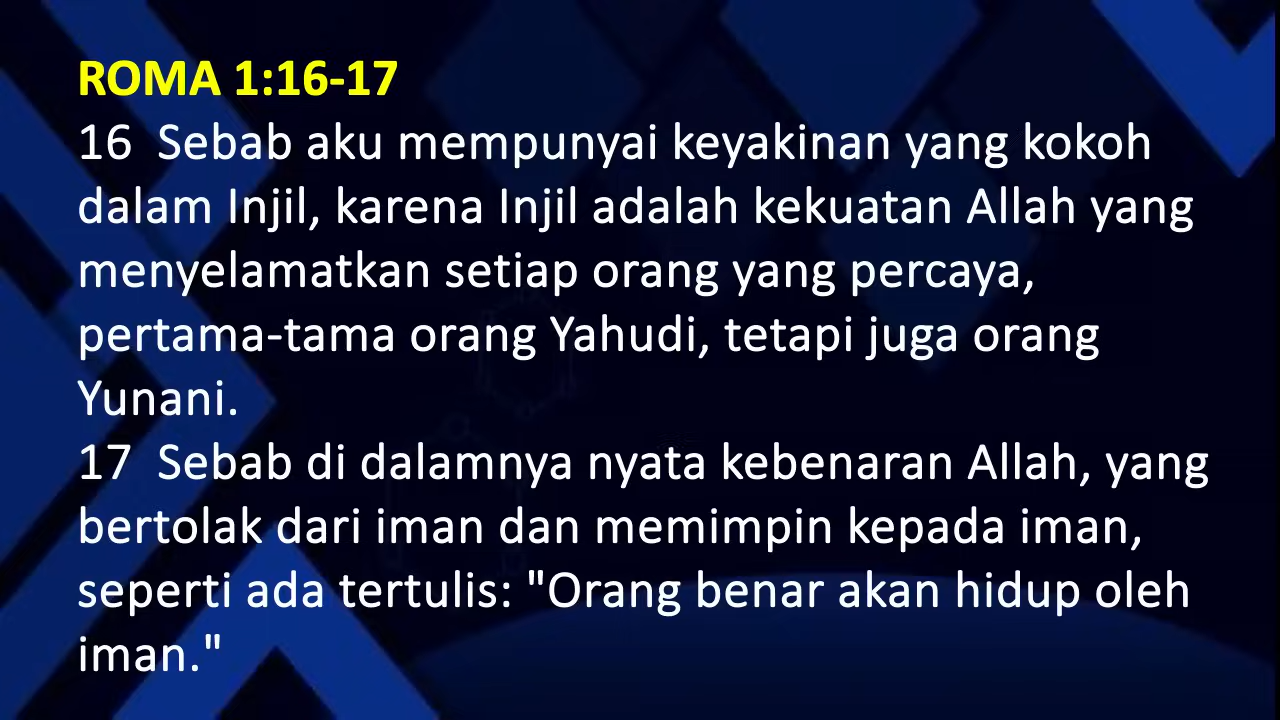 ROMA 1:16-17
16  Sebab aku mempunyai keyakinan yang kokoh
dalam Injil, karena Injil adalah kekuatan Allah yang
menyelamatkan setiap orang yang percaya,
pertama-tama orang Yahudi, tetapi juga orang
Yunani.
17  Sebab di dalamnya nyata kebenaran Allah, yang
bertolak dari iman dan memimpin kepada iman,
seperti ada tertulis: "Orang benar akan hidup oleh
iman."